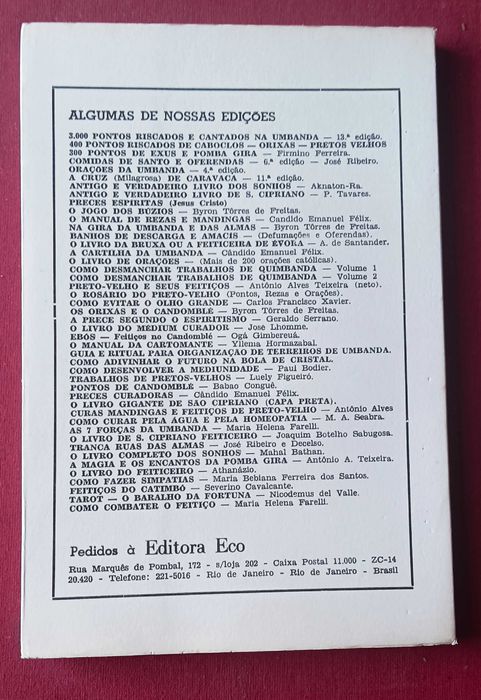 ALGUMAS DE NOSSAS EDIÇÕES
3.000 PONTOS RISCADOS E CANTADOS NA UMBANDA — 13.ª edição.
400 PONTOS RISCADOS DE CABOCLOS — ORIXAS — PRETOS VELHOS
300 PONTOS DE EXUS E POMBA GIRA — Firmino Ferreira.
COMIDAS DE SANTO E OFERENDAS — 6.ª edição — José Ribeiro.
ORAÇÕES DA UMBANDA — 4.ª edição.
A CRUZ (Milagrosa) DE CARAVACA — 11.ª edição.
ANTIGO E VERDADEIRO LIVRO DOS SONHOS — Aknaton-Ra.
ANTIGO E VERDADEIRO LIVRO DE S. CIPRIANO — P. Tavares.
PRECES ESPIRITAS (Jesus Cristo)
O JOGO DOS BÚZIOS — Byron Tôrres de Freitas.
O MANUAL DE REZAS E MANDINGAS — Candido Emanuel Félix.
NA GIRA DA UMBANDA E DAS ALMAS — Byron Tôrres de Freitas.
BANHOS DE DESCARGA E AMACIS — (Defumações e Oferendas).
O LIVRO DA BRUXA OU A FEITICEIRA DE ÉVORA — A. de Santander.
A CARTILHA DA UMBANDA — Cândido Emanuel Félix.
O LIVRO DE ORAÇÕES — (Mais de 200 orações católicas).
COMO DESMANCHAR TRABALHOS DE QUIMBANDA — Volume 1
COMO DESMANCHAR TRABALHOS DE QUIMBANDA — Volume 2
PRETO-VELHO E SEUS FEITIÇOS — Antônio Alves Teixeira (neto).
O ROSÁRIO DO PRETO-VELHO (Pontos, Rezas e Orações).
COMO EVITAR O OLHO GRANDE — Carlos Francisco Xavier.
OS ORIXAS E O CANDOMBLÉ — Byron Tôrres de Freitas.
A PRECE SEGUNDO O ESPIRITISMO — Geraldo Serrano.
O LIVRO DO MÉDIUM CURADOR — José Lhomme.
EBÓS — Feitiços no Candomblé — Ogã Gimbereuá.
O MANUAL DA CARTOMANTE — Yllema Hormazabal.
GUIA E RITUAL PARA ORGANIZAÇÃO DE TERREIROS DE UMBANDA.
COMO ADIVINHAR O FUTURO NA BOLA DE CRISTAL.
COMO DESENVOLVER A MEDIUNIDADE — Paul Bodier.
TRABALHOS DE PRETOS-VELHOS — Luely Figueiró.
PONTOS DE CANDOMBLÉ — Babao Conguê.
PRECES CURADORAS — Cândido Emanuel Félix.
O LIVRO GIGANTE DE SÃO CIPRIANO (CAPA PRETA).
CURAS MANDINGAS E FEITIÇOS DE PRETO-VELHO — Antônio Alves
COMO CURAR PELA ÁGUA E PELA HOMEOPATIA — M. A. Seabra.
AS 7 FORÇAS DA UMBANDA — Maria Helena Farelli.
O LIVRO DE S. CIPRIANO FEITICEIRO — Joaquim Botelho Sabugosa.
TRANCA RUAS DAS ALMAS — José Ribeiro e Decelso.
O LIVRO COMPLETO DOS SONHOS — Mahal Bathan.
A MAGIA E OS ENCANTOS DA POMBA GIRA — Antônio A. Teixeira.
O LIVRO DO FEITICEIRO — Athanázio.
COMO FAZER SIMPATIAS — Maria Bebiana Ferreira dos Santos.
FEITIÇOS DO CATIMBÓ — Severino Cavalcante.
TAROT — O BARALHO DA FORTUNA — Nicodemus del Valle.
COMO COMBATER O FEITIÇO — Maria Helena Farelli.
Pedidos à Editora Eco
Rua Marquês de Pombal, 172 - s/loja 202 - Caixa Postal 11.000 - ZC-14
20.420 - Telefone: 221-5016 - Rio de Janeiro - Rio de Janeiro - Brasil